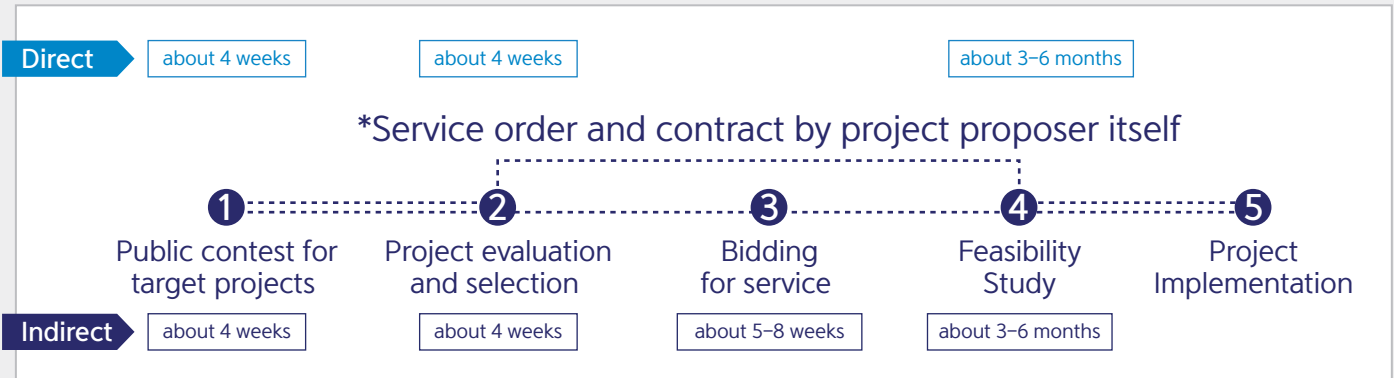 Direct
about 4 weeks
about 4 weeks
about 3–6 months
*Service order and contract by project proposer itself
1
2
3
4
5
Public contest for
target projects
Project evaluation
and selection
Bidding
for service
Feasibility
Study
Project
Implementation
Indirect
about 4 weeks
about 4 weeks
about 5–8 weeks
about 3–6 months